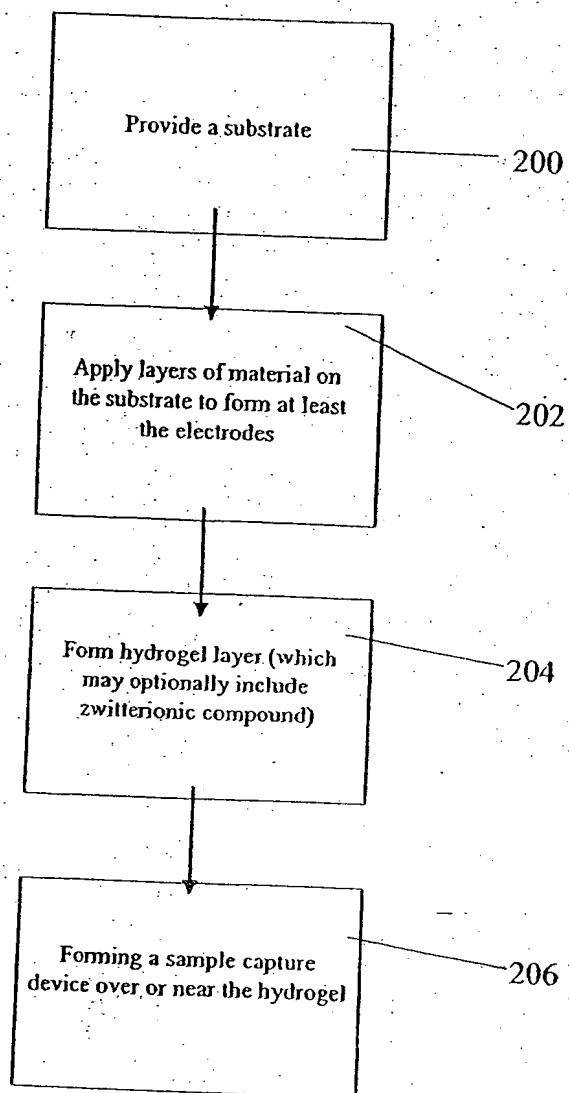 Provide a substrate
200
Apply layers of material on
the substrate to form at least
the electrodes
202
Form hydrogel layer (which
may optionally include
zwitterionic compound)
204
Forming a sample capture
device over or near the hydrogel
206